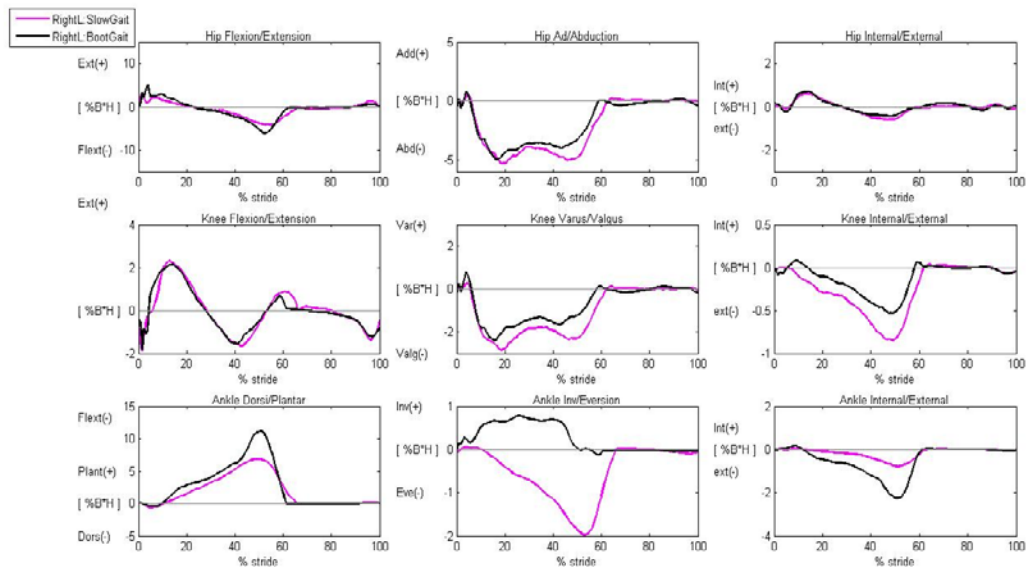 RightL:SlowGait
RightL:BootGait
Hip Flexion/Extension
Ext(+)
[ %B*H ]
Flext(-)
10
0
-10
0 20 40 60 80 100
% stride
Hip Ad/Abduction
Add(+)
[ %B*H ]
Abd(-)
5
0
-5
0 20 40 60 80 100
% stride
Hip Internal/External
Int(+)
[ %B*H ]
ext(-)
2
0
-2
0 20 40 60 80 100
% stride
Knee Flexion/Extension
Ext(+)
[ %B*H ]
Flext(-)
4
2
0
-2
0 20 40 60 80 100
% stride
Knee Varus/Valgus
Var(+)
[ %B*H ]
Valg(-)
2
0
-2
0 20 40 60 80 100
% stride
Knee Internal/External
Int(+)
[ %B*H ]
ext(-)
0.5
0
-0.5
-1
0 20 40 60 80 100
% stride
Ankle Dorsi/Plantar
Plant(+)
[ %B*H ]
Dors(-)
15
10
5
0
-5
0 20 40 60 80 100
% stride
Ankle Inv/Eversion
Inv(+)
[ %B*H ]
Eve(-)
1
0
-1
-2
0 20 40 60 80 100
% stride
Ankle Internal/External
Int(+)
[ %B*H ]
ext(-)
2
0
-2
-4
0 20 40 60 80 100
% stride